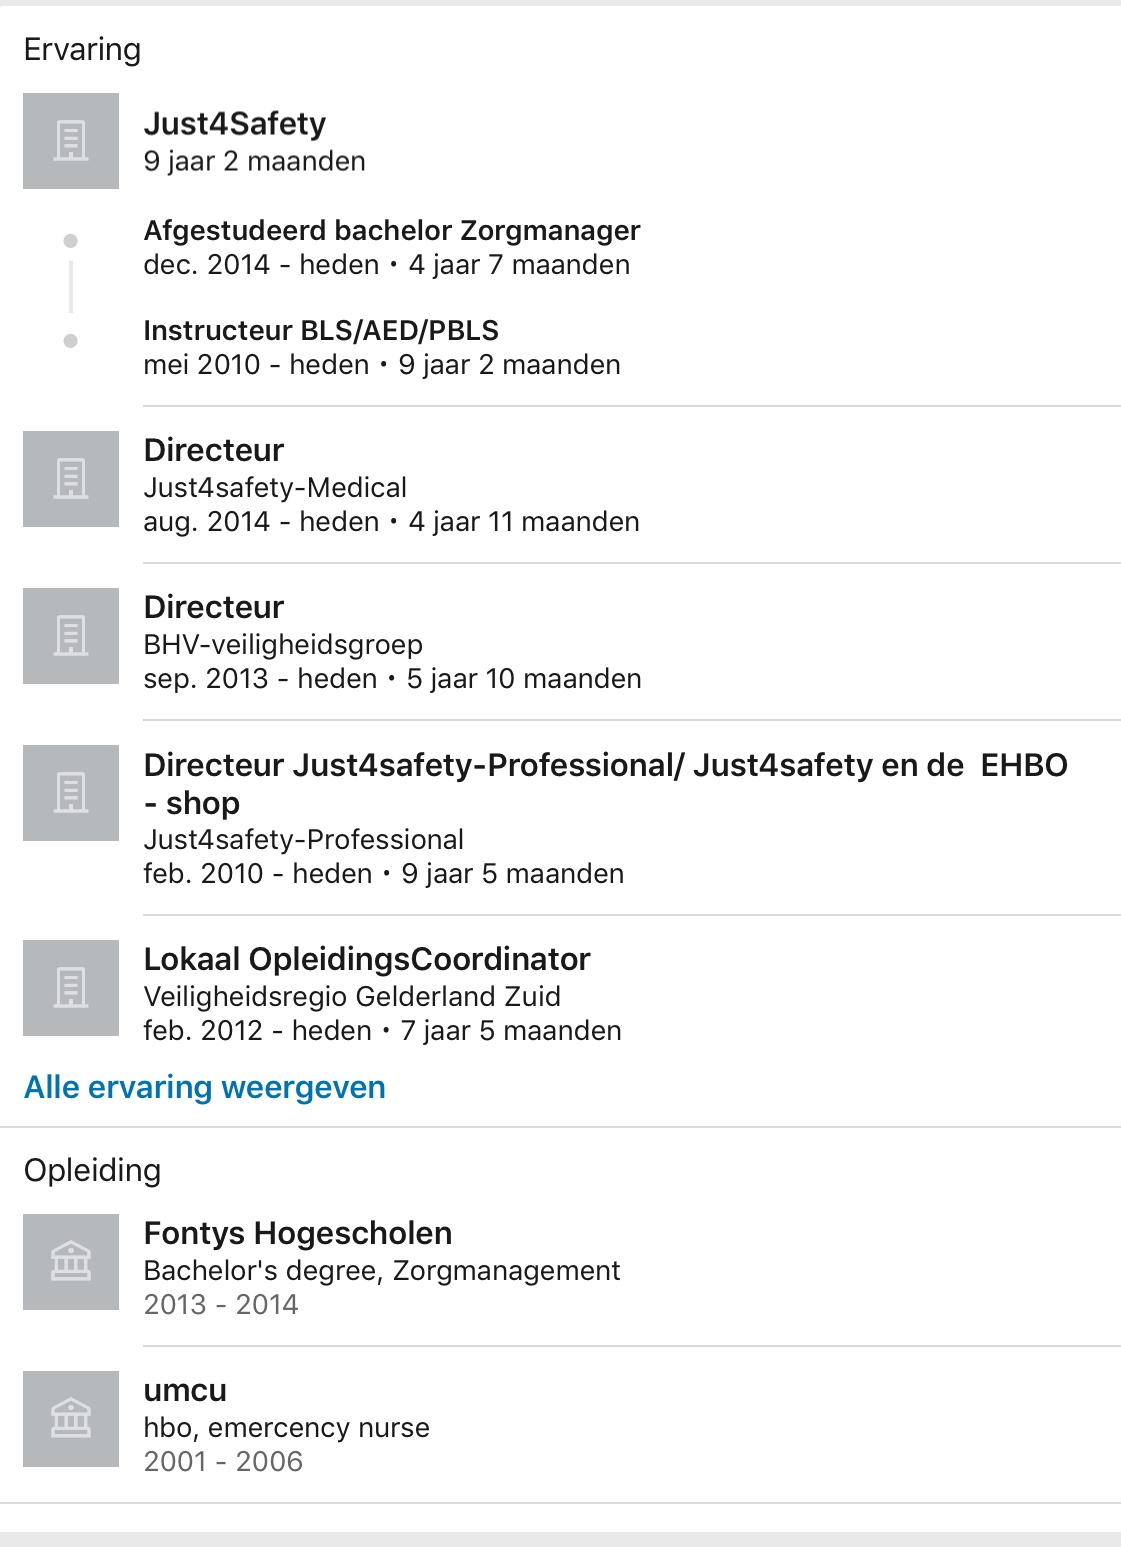 Ervaring
Just4Safety
9 jaar 2 maanden
Afgestudeerd bachelor Zorgmanager
dec. 2014 - heden • 4 jaar 7 maanden
Instructeur BLS/AED/PBLS
mei 2010 - heden • 9 jaar 2 maanden
Directeur
Just4safety-Medical
aug. 2014 - heden • 4 jaar 11 maanden
Directeur
BHV-veiligheidsgroep
sep. 2013 - heden • 5 jaar 10 maanden
Directeur Just4safety-Professional/ Just4safety en de  EHBO
- shop
Just4safety-Professional
feb. 2010 - heden • 9 jaar 5 maanden
Lokaal OpleidingsCoordinator
Veiligheidsregio Gelderland Zuid
feb. 2012 - heden • 7 jaar 5 maanden
Alle ervaring weergeven
Opleiding
Fontys Hogescholen
Bachelor's degree, Zorgmanagement
2013 - 2014
umcu
hbo, emercency nurse
2001 - 2006